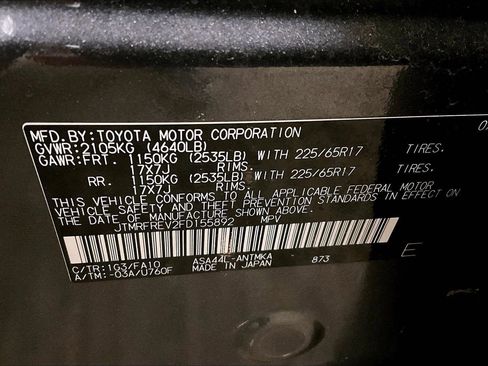 MFD.BY:TOYOTA MOTOR CORPORATION
GVWR:2105KG (4640LB)
GAWR:FRT. 1150KG (2535LB) WITH 225/65R17 TIRES.
17X7J RIMS.
RR. 1150KG (2535LB) WITH 225/65R17 TIRES.
17X7J RIMS.
THIS VEHICLE CONFORMS TO ALL APPLICABLE FEDERAL MOTOR
VEHICLE SAFETY AND THEFT PREVENTION STANDARDS IN EFFECT ON
THE DATE OF MANUFACTURE SHOWN ABOVE.
JTMRFREV2FD155892 MPV
C/TR:1G3/FA10 ASA44L-ANTMKA 873
A/TM:-03A/U760F MADE IN JAPAN
E